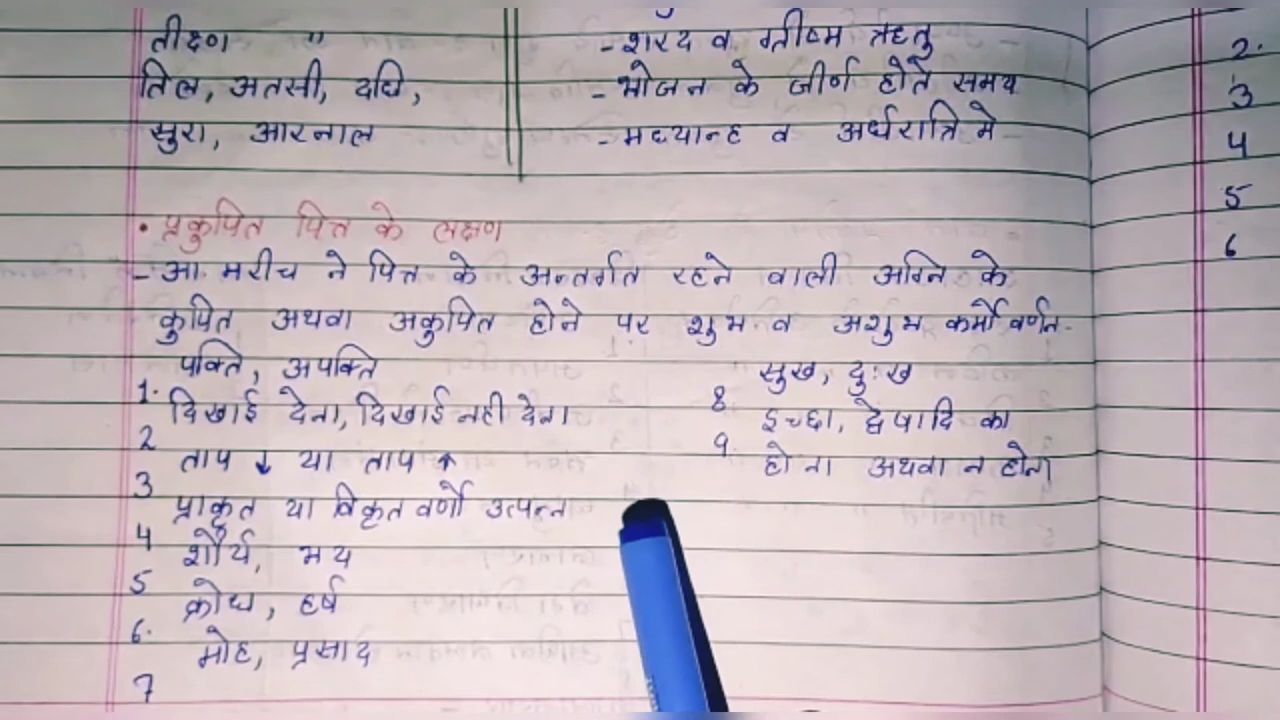 तीक्ष्ण "
तिल, अतसी, दधि,
सुरा, आरनाल
- शरद व ग्रीष्म ऋतु
- भोजन के जीर्ण होते समय
- मध्यान्ह व अर्धरात्रि मे
• प्रकुपित पित्त के लक्षण
- आ. मरीच ने पित्त के अन्तर्गत रहने वाली अग्नि के
कुपित अथवा अकुपित होने पर शुभ व अशुभ कर्मो वर्णन.
1. पक्ति, अपक्ति
2 दिखाई देना, दिखाई नही देना
3 ताप ↓ या ताप ↑
4 प्राकृत या विकृत वर्णो उत्पन्न
5 शौर्य, भय
6. क्रोध, हर्ष
7 मोह, प्रसाद
8 सुख, दुःख
9. इच्छा, द्वेषादि का
होना अथवा न होना
2.
3
4
5
6